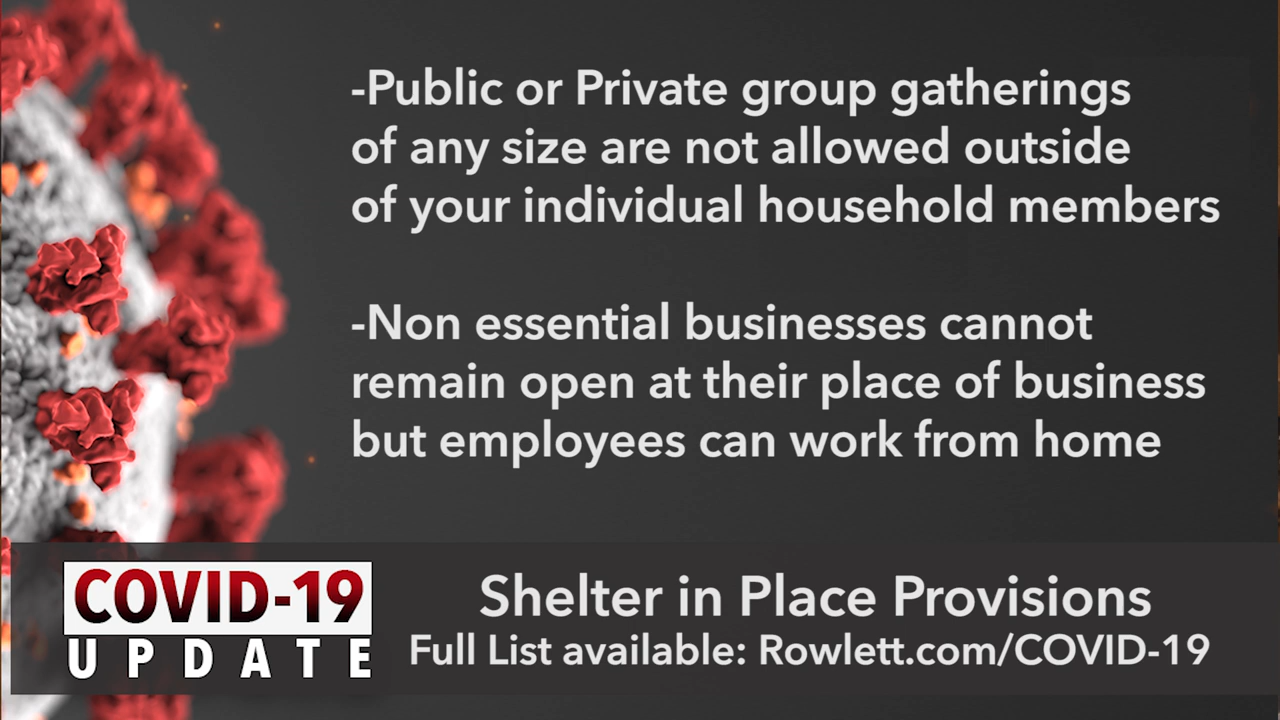 -Public or Private group gatherings
of any size are not allowed outside
of your individual household members
-Non essential businesses cannot
remain open at their place of business
but employees can work from home
COVID-19
UPDATE
Shelter in Place Provisions
Full List available: Rowlett.com/COVID-19